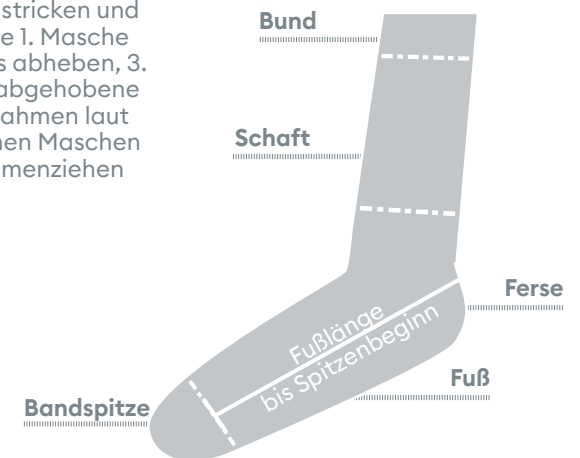 stricken und
e 1. Masche
s abheben, 3.
abgehobene
ahmen laut
nen Maschen
menziehen
Bund
Schaft
Ferse
Fußlänge
bis Spitzenbeginn
Fuß
Bandspitze